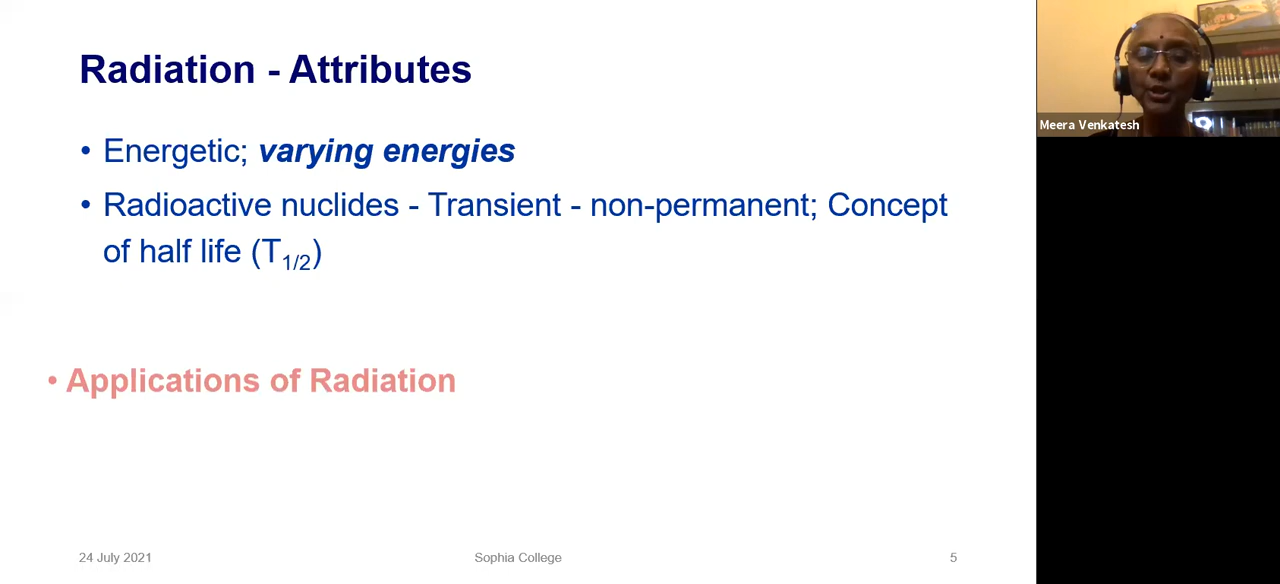 Radiation - Attributes
• Energetic; varying energies
• Radioactive nuclides - Transient - non-permanent; Concept
of half life (T1/2)
• Applications of Radiation
24 July 2021
Sophia College
5
Meera Venkatesh